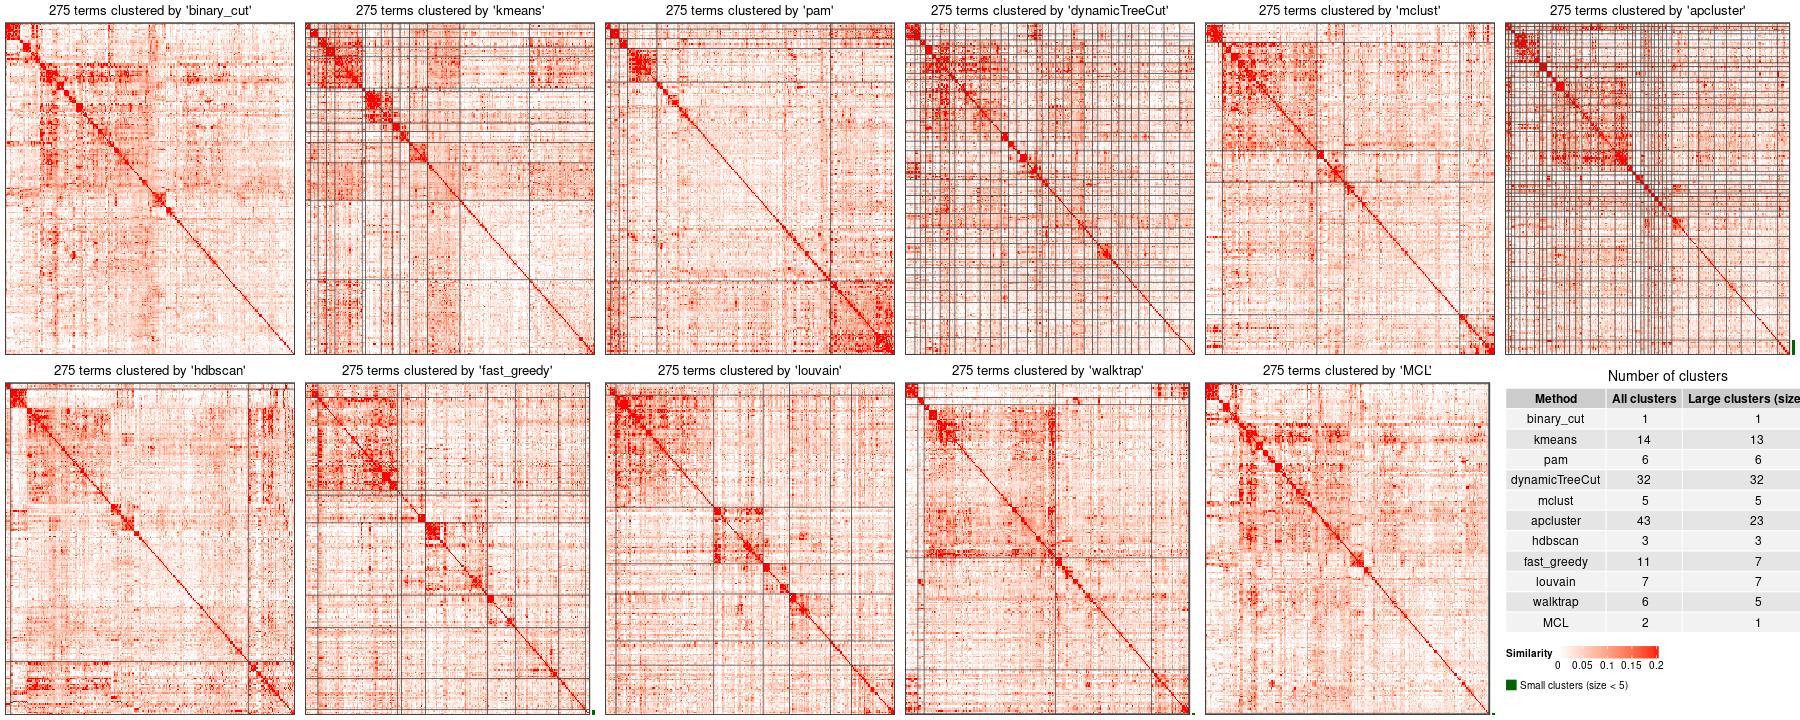 275 terms clustered by 'binary_cut'
275 terms clustered by 'kmeans'
275 terms clustered by 'pam'
275 terms clustered by 'dynamicTreeCut'
275 terms clustered by 'mclust'
275 terms clustered by 'apcluster'
275 terms clustered by 'hdbscan'
275 terms clustered by 'fast_greedy'
275 terms clustered by 'louvain'
275 terms clustered by 'walktrap'
275 terms clustered by 'MCL'
Number of clusters
Method All clusters Large clusters (size
binary_cut 1 1
kmeans 14 13
pam 6 6
dynamicTreeCut 32 32
mclust 5 5
apcluster 43 23
hdbscan 3 3
fast_greedy 11 7
louvain 7 7
walktrap 6 5
MCL 2 1
Similarity
0 0.05 0.1 0.15 0.2
Small clusters (size < 5)